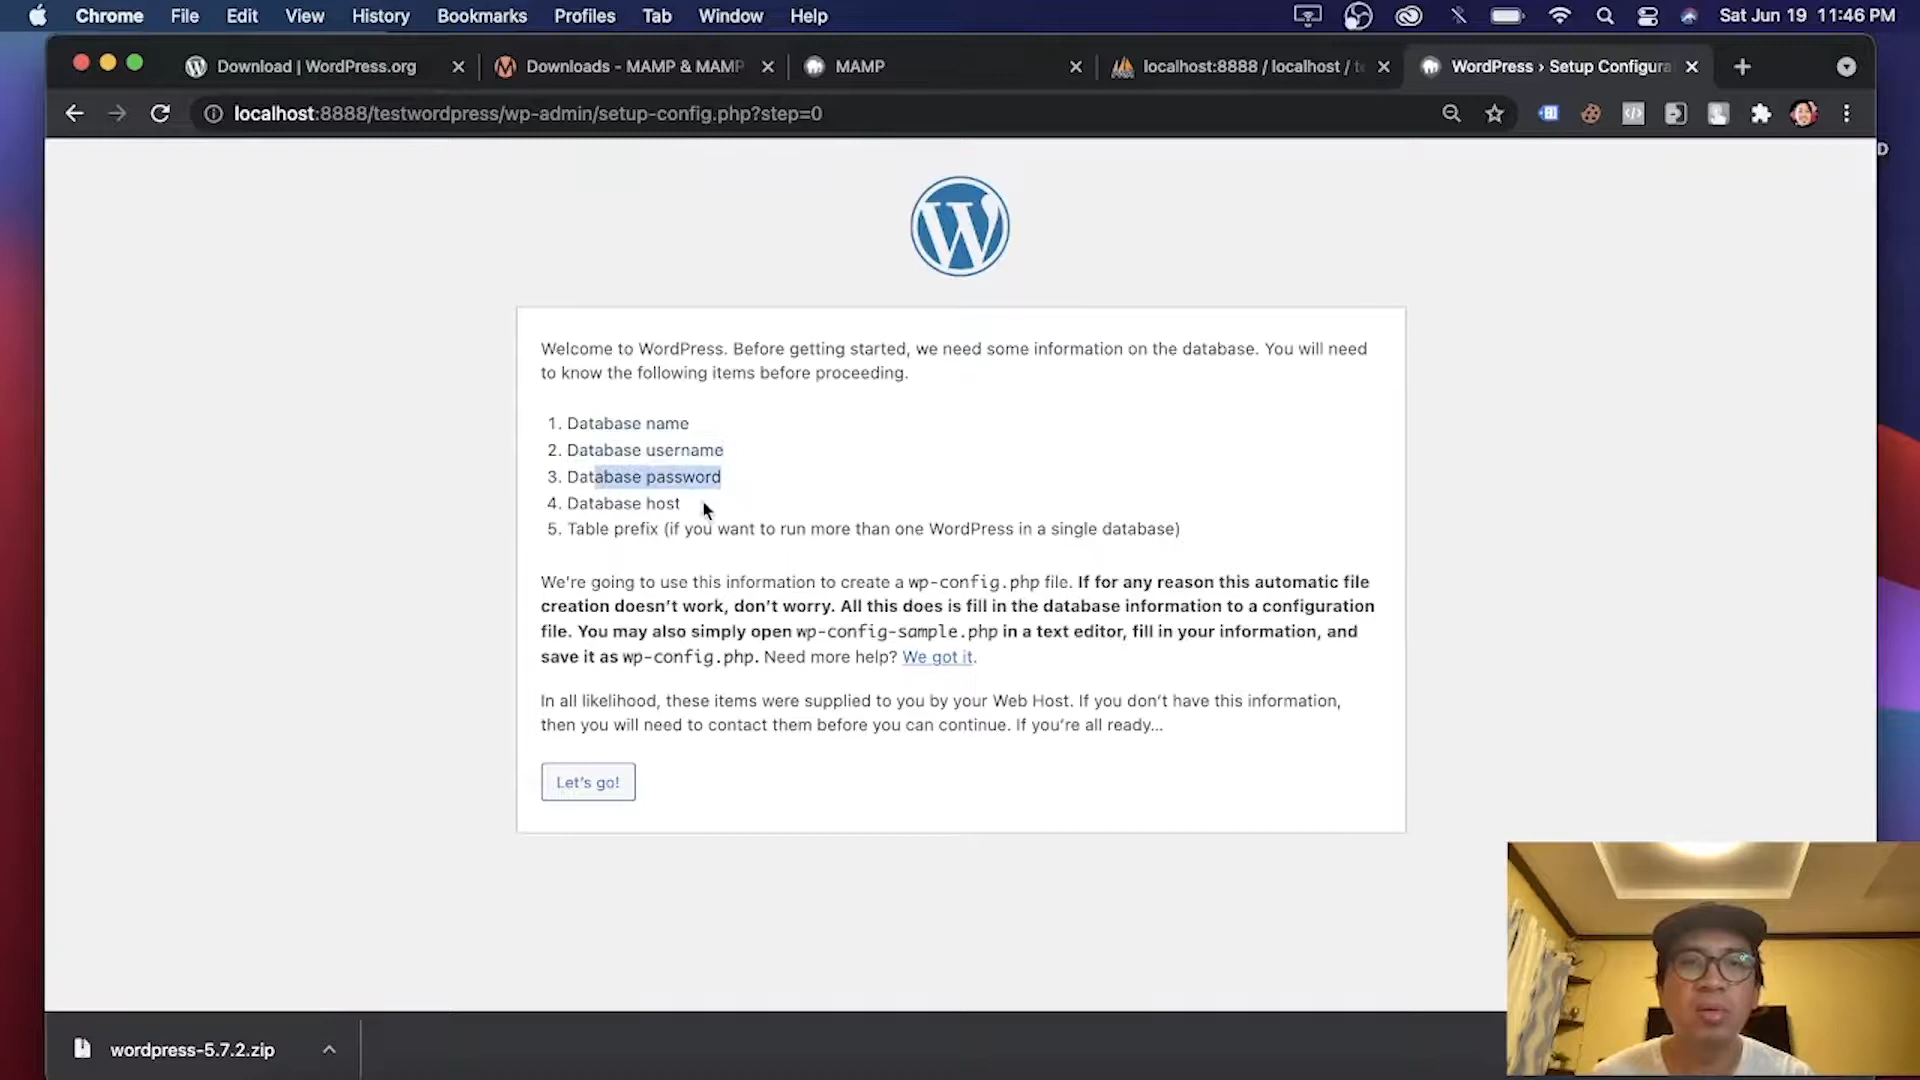 Chrome File Edit View History Bookmarks Profiles Tab Window Help Sat Jun 19 11:46 PM
Download | WordPress.org Downloads - MAMP & MAMP MAMP localhost:8888 / localhost / te WordPress › Setup Configura
localhost:8888/testwordpress/wp-admin/setup-config.php?step=0
D
Welcome to WordPress. Before getting started, we need some information on the database. You will need
to know the following items before proceeding.
1. Database name
2. Database username
3. Database password
4. Database host
5. Table prefix (if you want to run more than one WordPress in a single database)
We're going to use this information to create a wp-config.php file. If for any reason this automatic file
creation doesn't work, don't worry. All this does is fill in the database information to a configuration
file. You may also simply open wp-config-sample.php in a text editor, fill in your information, and
save it as wp-config.php. Need more help? We got it.
In all likelihood, these items were supplied to you by your Web Host. If you don't have this information,
then you will need to contact them before you can continue. If you're all ready...
Let's go!
wordpress-5.7.2.zip